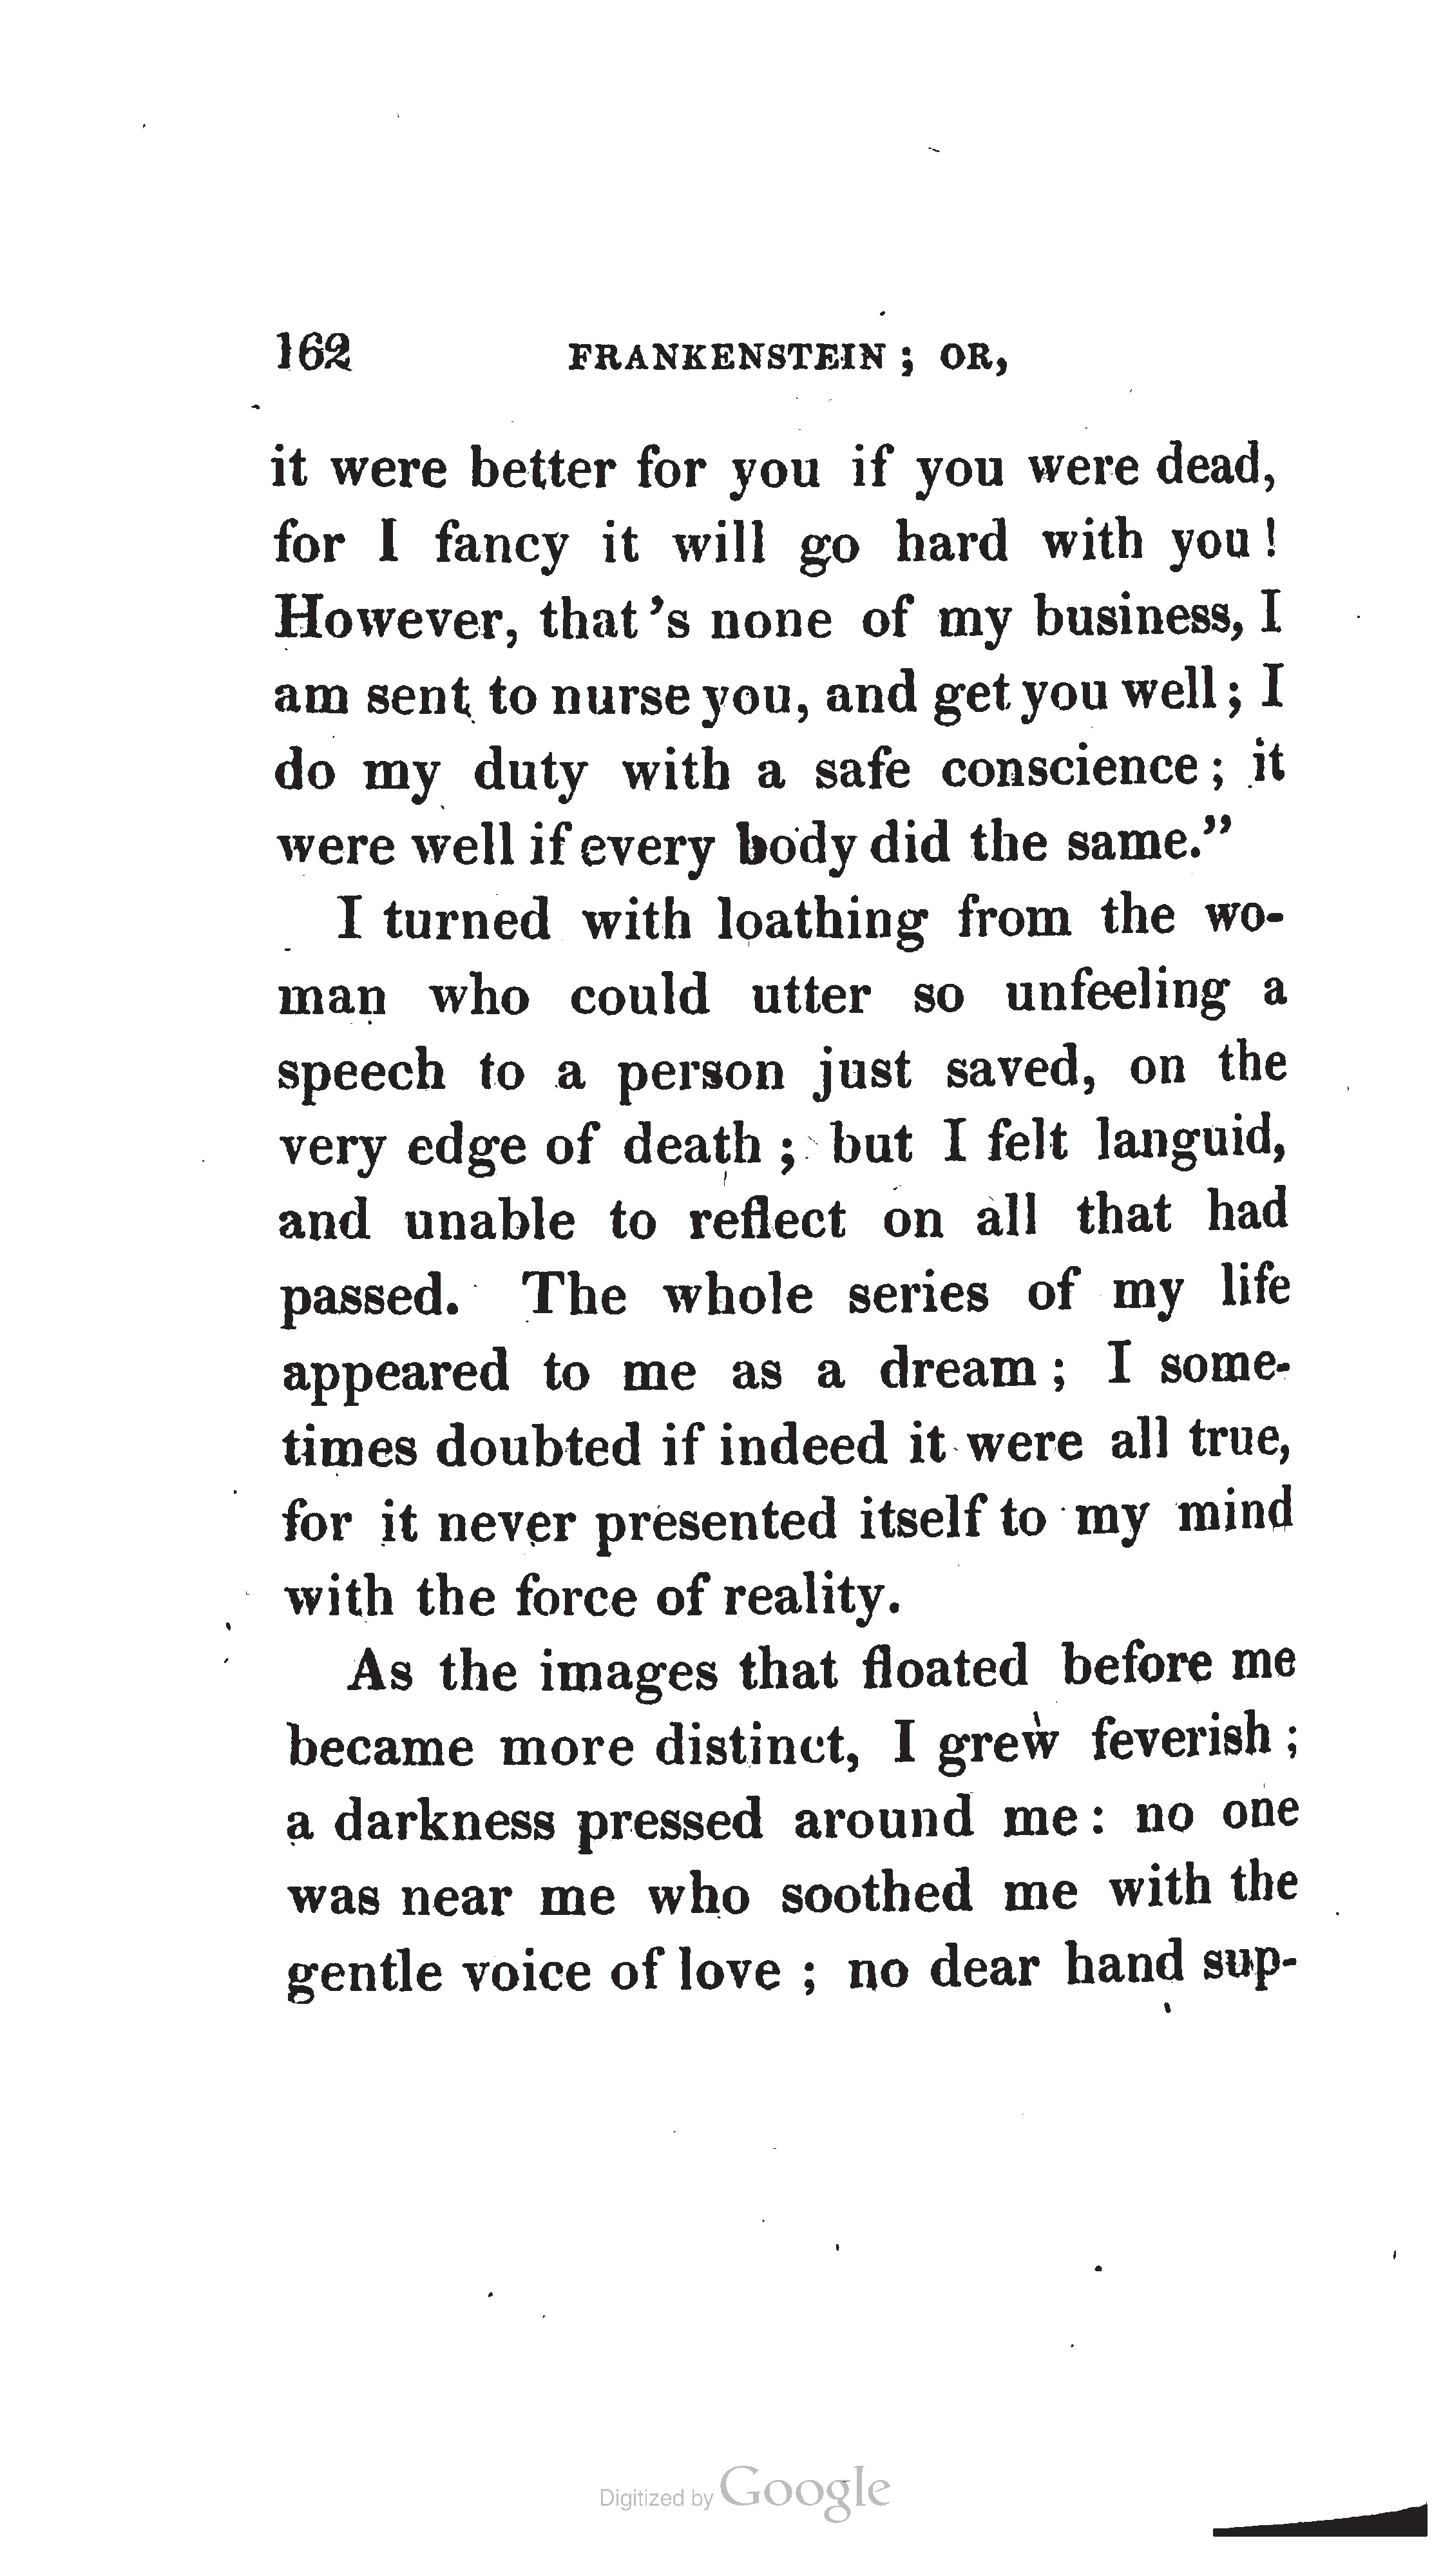 162 FRANKENSTEIN ; OR,
it were better for you if you were dead,
for I fancy it will go hard with you !
However, that 's none of my business, I
am sent to nurse you, and get you well ; I
do my duty with a safe conscience ; it
were well if every body did the same.”
I turned with loathing from the wo-
man who could utter so unfeeling a
speech to a person just saved, on the
very edge of death ; but I felt languid,
and unable to reflect on all that had
passed. The whole series of my life
appeared to me as a dream ; I some-
times doubted if indeed it were all true,
for it never presented itself to my mind
with the force of reality.
As the images that floated before me
became more distinct, I grew feverish ;
a darkness pressed around me : no one
was near me who soothed me with the
gentle voice of love ; no dear hand sup-
Digitized by Google